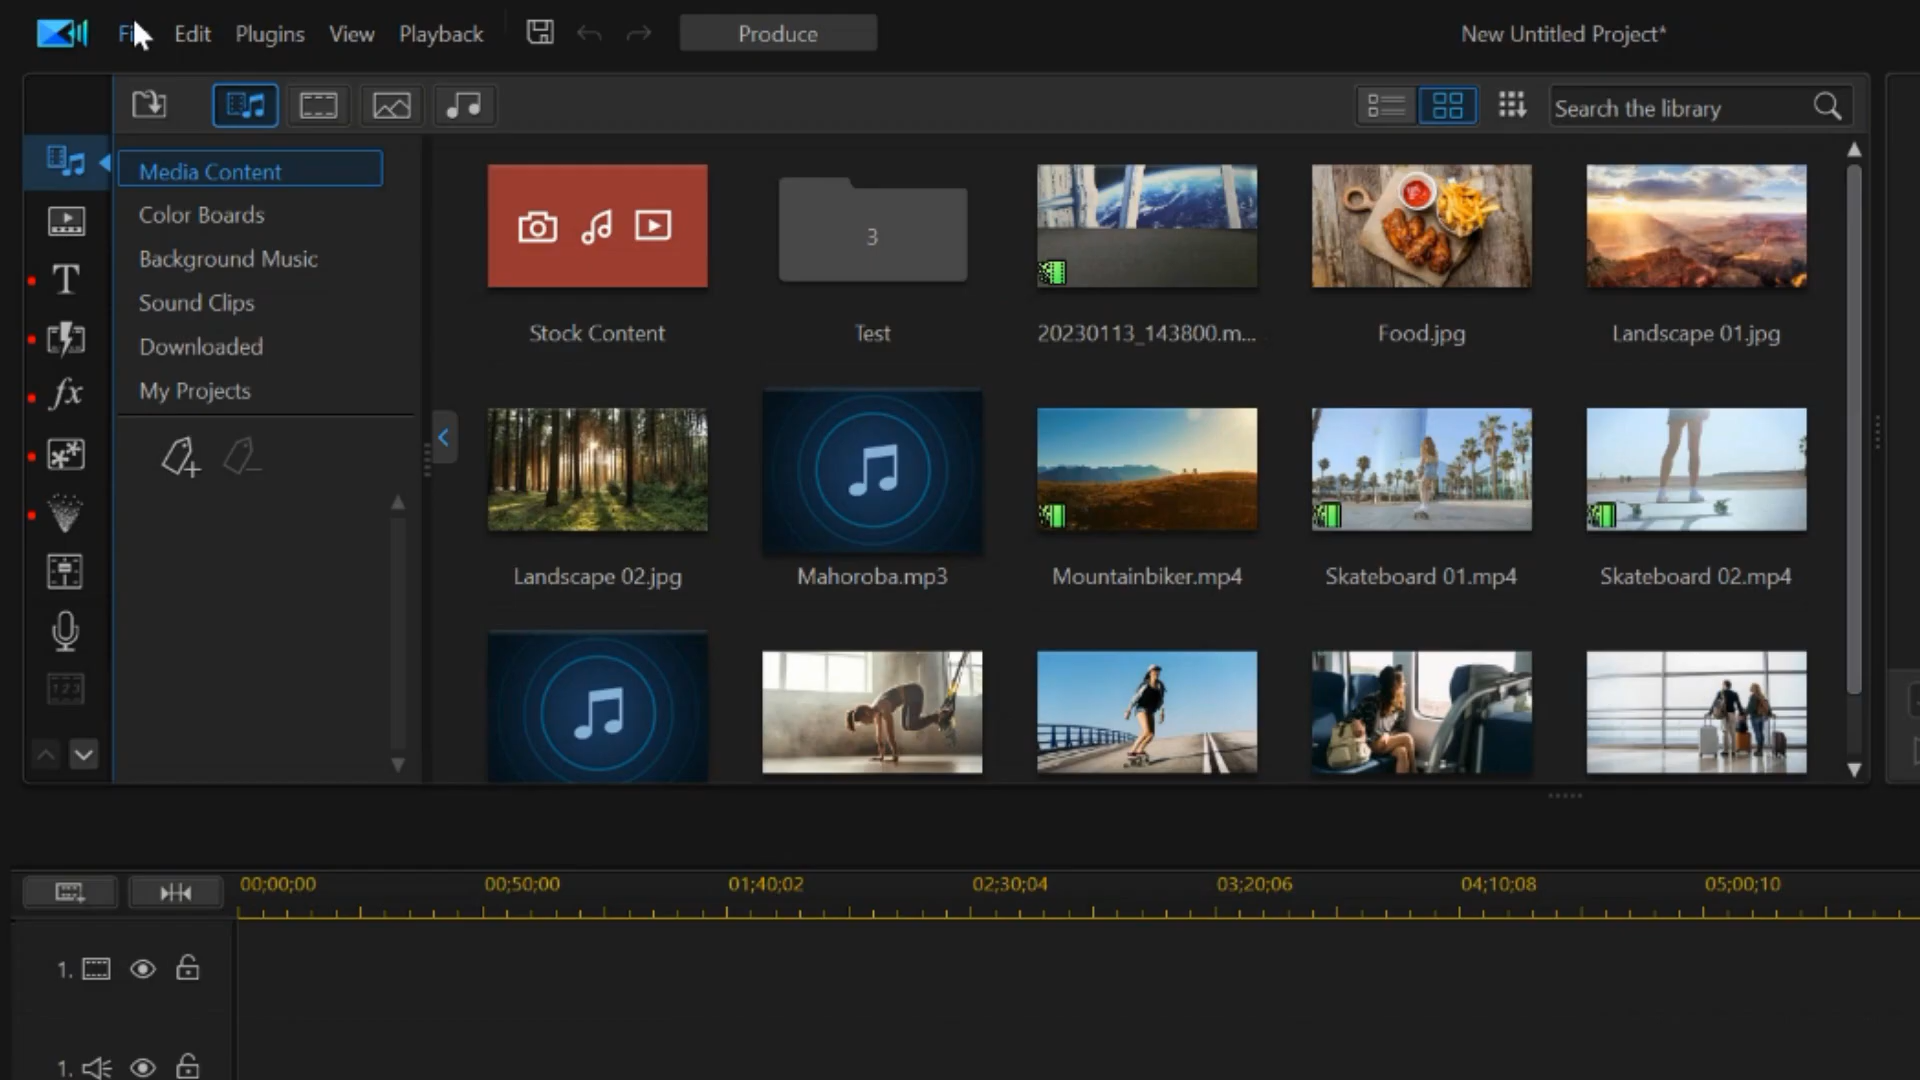 Edit Plugins View Playback Produce New Untitled Project*
Search the library
Media Content
Color Boards
Background Music
Sound Clips
Downloaded
My Projects
3
Stock Content Test 20230113_143800.m... Food.jpg Landscape 01.jpg
Landscape 02.jpg Mahoroba.mp3 Mountainbiker.mp4 Skateboard 01.mp4 Skateboard 02.mp4
T
fx
123
00;00;00 00;50;00 01;40;02 02;30;04 03;20;06 04;10;08 05;00;10
1.
1.